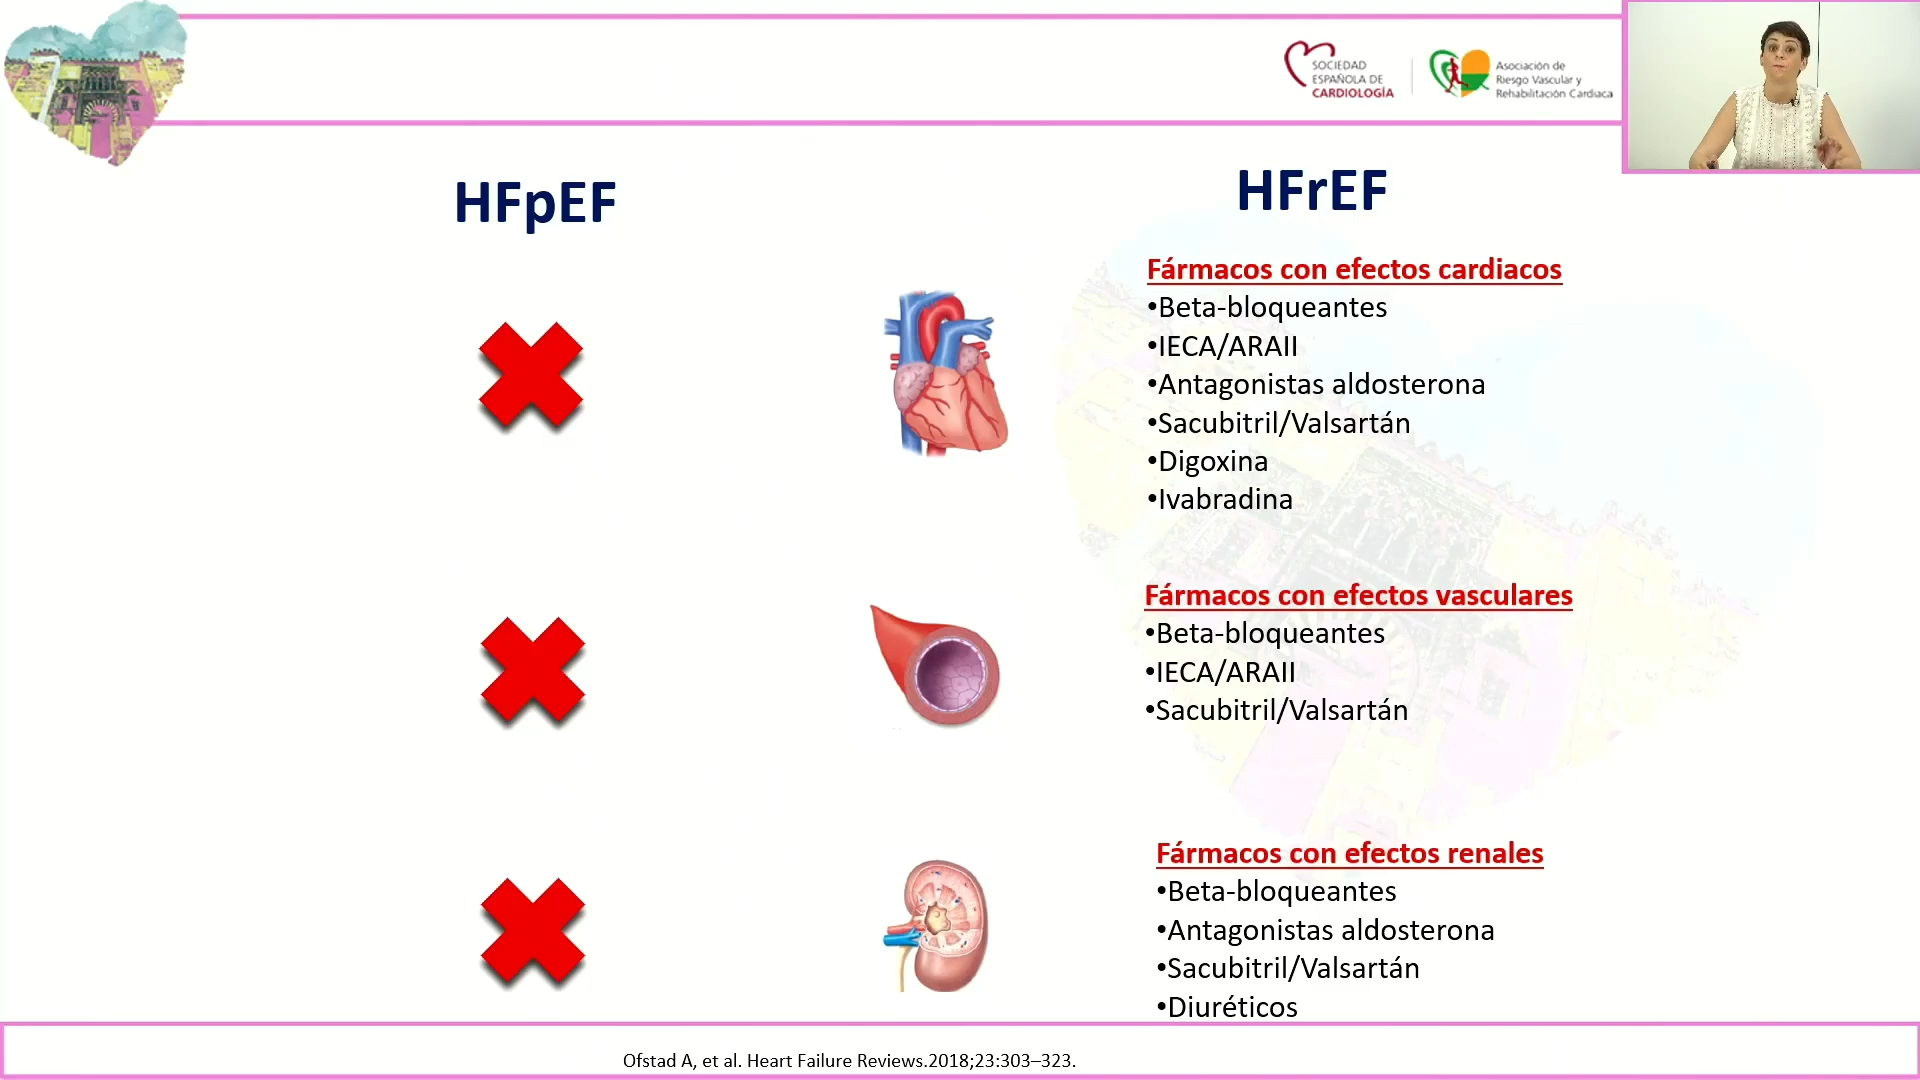 SOCIEDAD
ESPAÑOLA DE
CARDIOLOGÍA
Asociación de
Riesgo Vascular y
Rehabilitación Cardiaca
HFpEF
HFrEF
Fármacos con efectos cardiacos
•Beta-bloqueantes
•IECA/ARAII
•Antagonistas aldosterona
•Sacubitril/Valsartán
•Digoxina
•Ivabradina
Fármacos con efectos vasculares
•Beta-bloqueantes
•IECA/ARAII
•Sacubitril/Valsartán
Fármacos con efectos renales
•Beta-bloqueantes
•Antagonistas aldosterona
•Sacubitril/Valsartán
•Diuréticos
Ofstad A, et al. Heart Failure Reviews.2018;23:303–323.